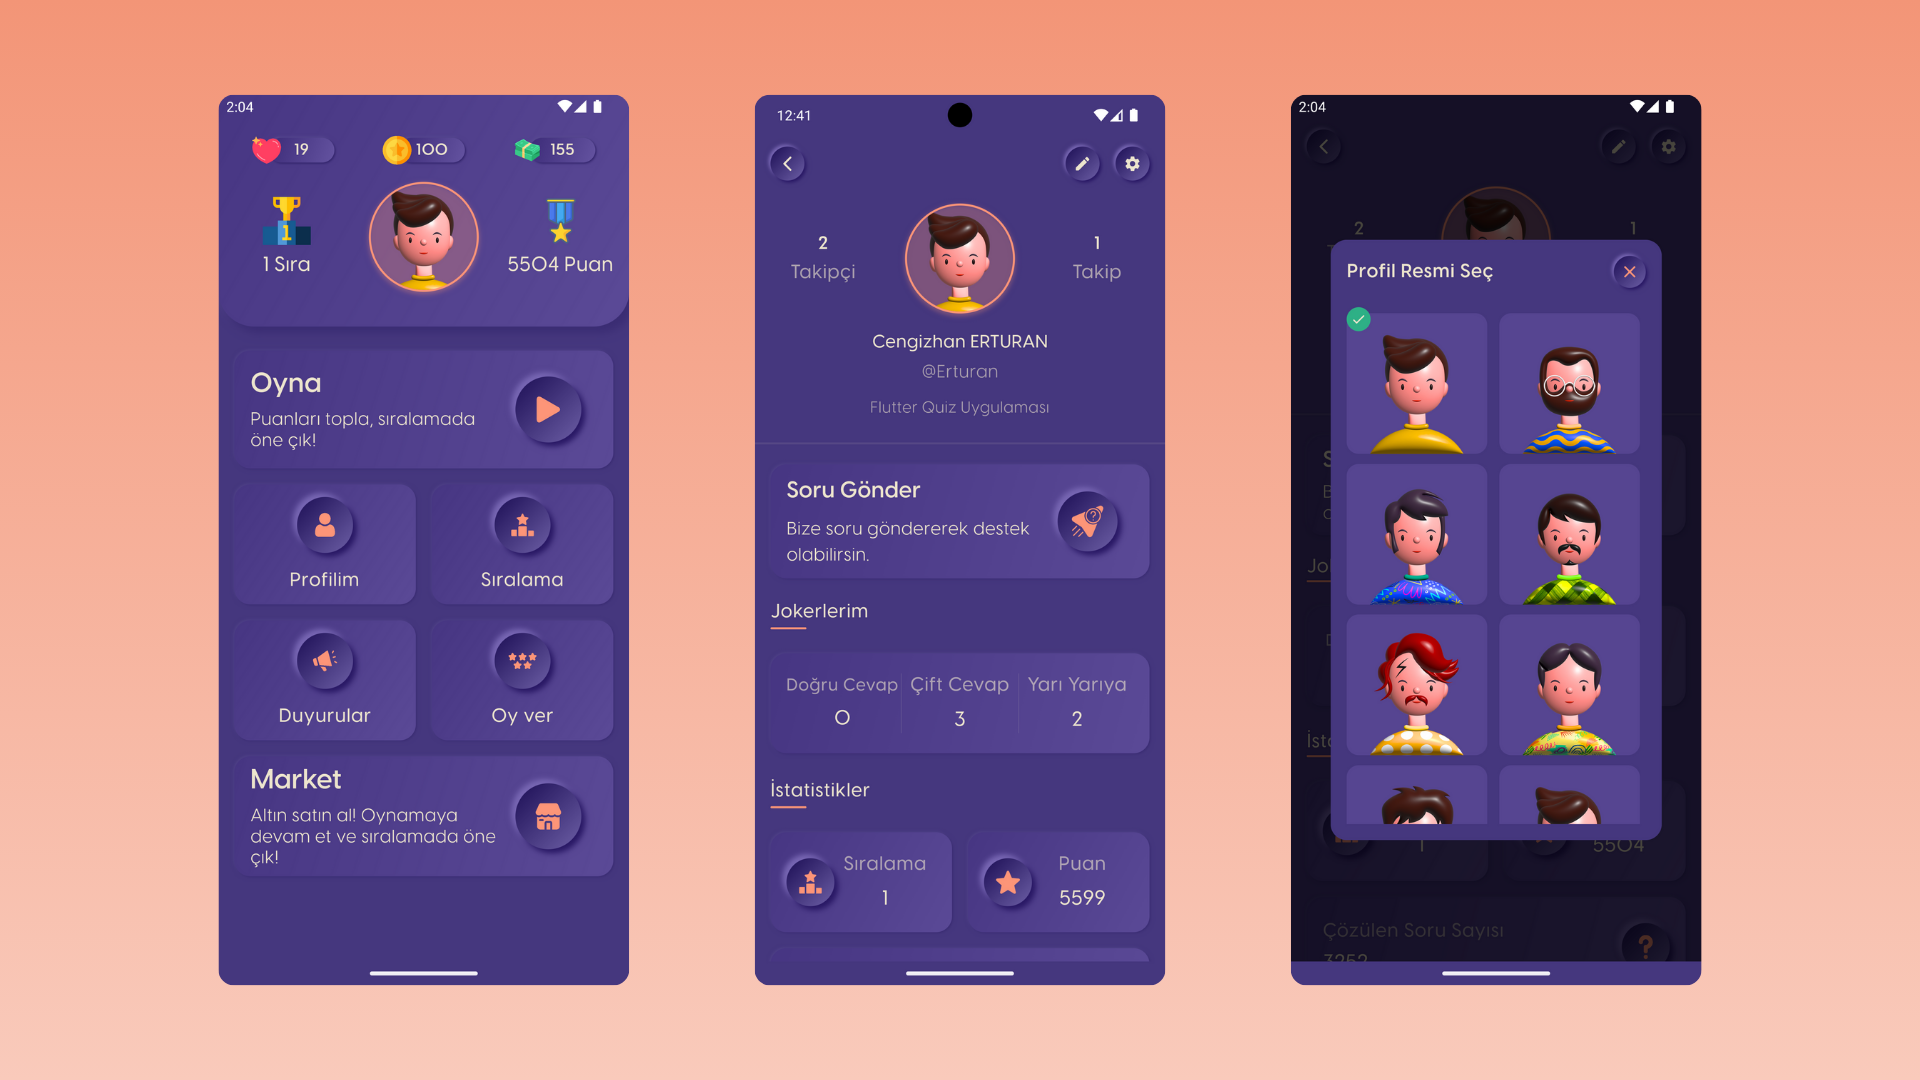 2:04
19
100
155
1
1 Sıra
5504 Puan
Oyna
Puanları topla, sıralamada
öne çık!
Profilim
Sıralama
Duyurular
Oy ver
Market
Altın satın al! Oynamaya
devam et ve sıralamada öne
çık!
12:41
2
Takipçi
1
Takip
Cengizhan ERTURAN
@Erturan
Flutter Quiz Uygulaması
Soru Gönder
Bize soru göndererek destek
olabilirsin.
Jokerlerim
Doğru Cevap
0
Çift Cevap
3
Yarı Yarıya
2
İstatistikler
Sıralama
1
Puan
5599
2:04
2
1
Profil Resmi Seç
Jo
İsta
1
5504
Çözülen Soru Sayısı
3252